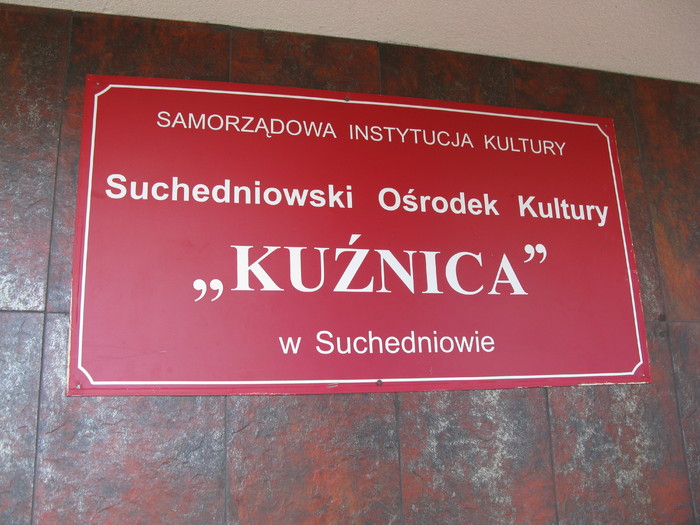 SAMORZĄDOWA INSTYTUCJA KULTURY
Suchedniowski Ośrodek Kultury
„KUŹNICA”
w Suchedniowie